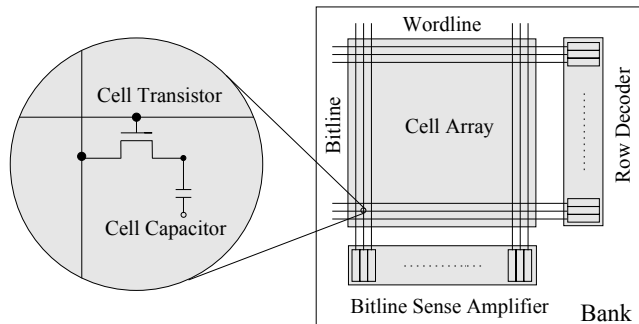 Wordline
Cell Transistor
Bitline
Cell Array
Row Decoder
Cell Capacitor
Bitline Sense Amplifier
Bank